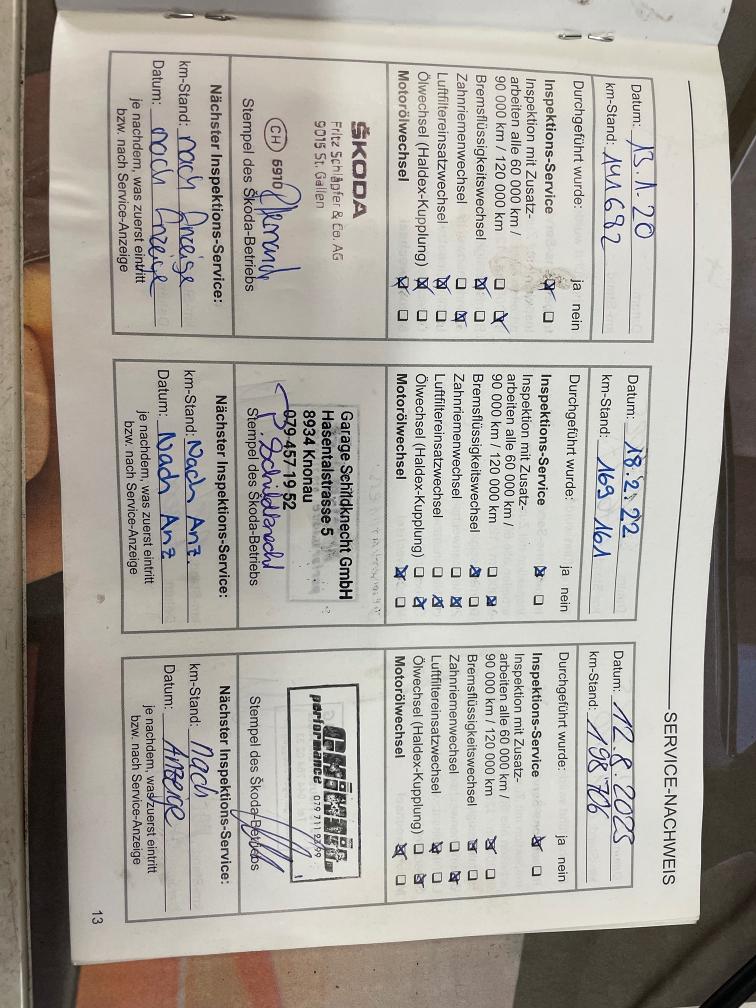 SERVICE-NACHWEIS
Datum: 13.1.20
km-Stand: 141682
Durchgeführt wurde: ja nein
Inspektions-Service
Inspektion mit Zusatz-
arbeiten alle 60 000 km /
90 000 km / 120 000 km
Bremsflüssigkeitswechsel
Zahnriemenwechsel
Luftfiltereinsatzwechsel
Ölwechsel (Haldex-Kupplung)
Motorölwechsel
ŠKODA
Fritz Schläpfer & Co. AG
9015 St. Gallen
CH 6910
Stempel des Škoda-Betriebs
Nächster Inspektions-Service:
km-Stand: nach Anzeige
Datum: nach Anzeige
je nachdem, was zuerst eintritt
bzw. nach Service-Anzeige
Datum: 18.2.22
km-Stand: 169 161
Durchgeführt wurde: ja nein
Inspektions-Service
Inspektion mit Zusatz-
arbeiten alle 60 000 km /
90 000 km / 120 000 km
Bremsflüssigkeitswechsel
Zahnriemenwechsel
Luftfiltereinsatzwechsel
Ölwechsel (Haldex-Kupplung)
Motorölwechsel
Garage Schildknecht GmbH
Hasentalstrasse 5
8934 Knonau
079 457 19 52
Schildknecht
Stempel des Škoda-Betriebs
Nächster Inspektions-Service:
km-Stand: Nach Anz.
Datum: Nach Anz
je nachdem, was zuerst eintritt
bzw. nach Service-Anzeige
Datum: 12.8.2025
km-Stand: 198 706
Durchgeführt wurde: ja nein
Inspektions-Service
Inspektion mit Zusatz-
arbeiten alle 60 000 km /
90 000 km / 120 000 km
Bremsflüssigkeitswechsel
Zahnriemenwechsel
Luftfiltereinsatzwechsel
Ölwechsel (Haldex-Kupplung)
Motorölwechsel
performance 079 711 93 99
Stempel des Škoda-Betriebs
Nächster Inspektions-Service:
km-Stand: Nach
Datum: Anzeige
je nachdem, was zuerst eintritt
bzw. nach Service-Anzeige
13